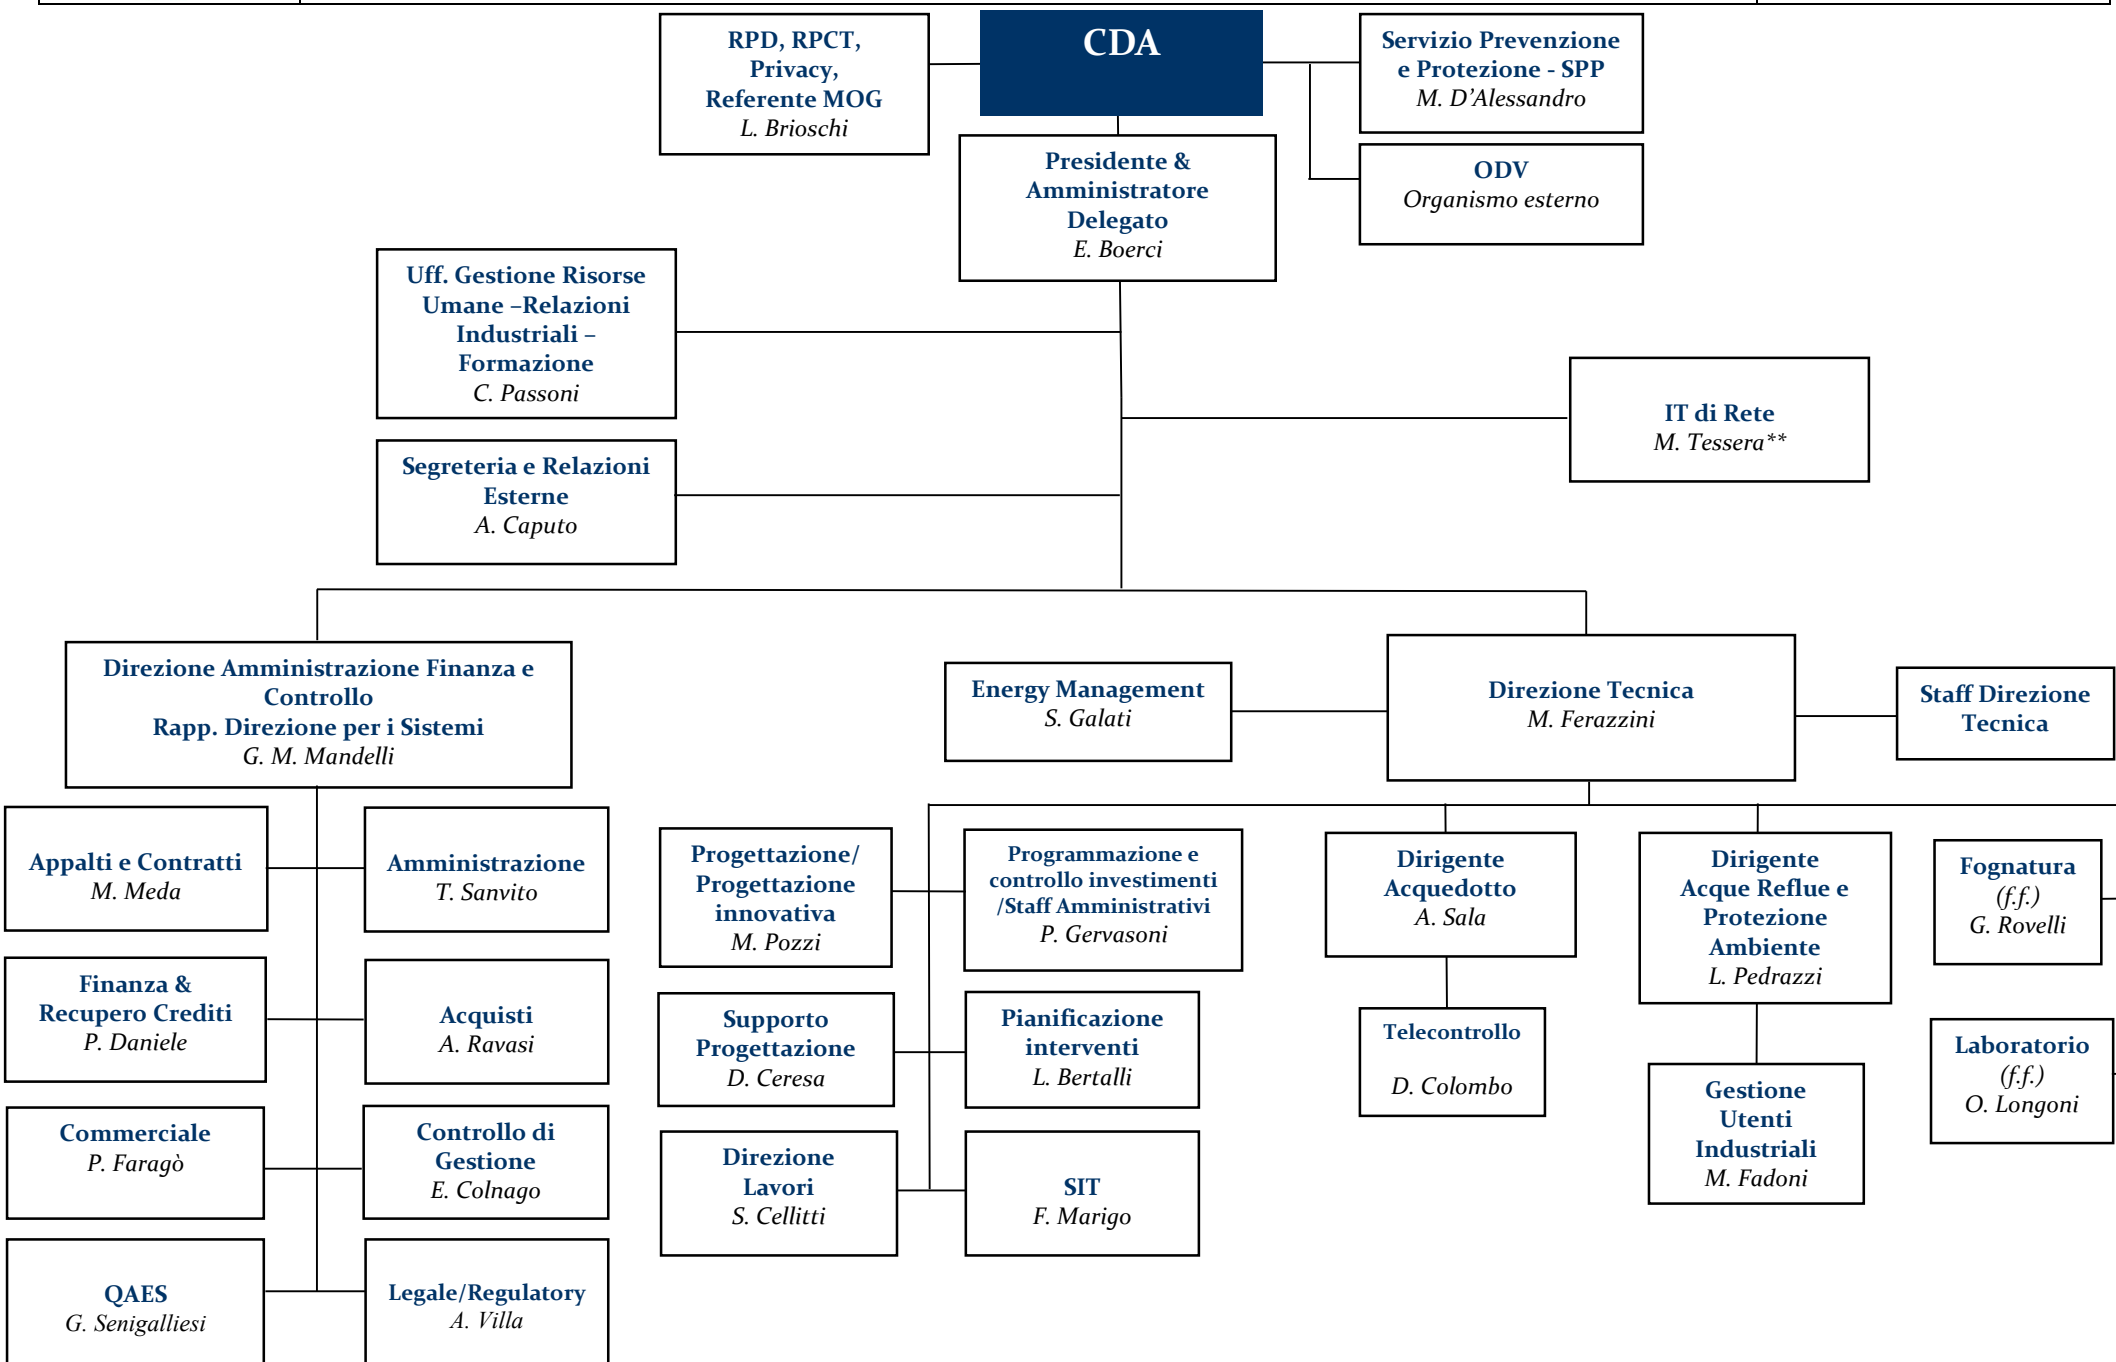 RPD, RPCT,
Privacy,
Referente MOG
L. Brioschi
CDA
Servizio Prevenzione
e Protezione - SPP
M. D'Alessandro
Presidente &
Amministratore
Delegato
E. Boerci
ODV
Organismo esterno
Uff. Gestione Risorse
Umane –Relazioni
Industriali –
Formazione
C. Passoni
IT di Rete
M. Tessera**
Segreteria e Relazioni
Esterne
A. Caputo
Direzione Amministrazione Finanza e
Controllo
Rapp. Direzione per i Sistemi
G. M. Mandelli
Energy Management
S. Galati
Direzione Tecnica
M. Ferazzini
Staff Direzione
Tecnica
Appalti e Contratti
M. Meda
Amministrazione
T. Sanvito
Finanza &
Recupero Crediti
P. Daniele
Acquisti
A. Ravasi
Commerciale
P. Faragò
Controllo di
Gestione
E. Colnago
QAES
G. Senigalliesi
Legale/Regulatory
A. Villa
Progettazione/
Progettazione
innovativa
M. Pozzi
Programmazione e
controllo investimenti
/Staff Amministrativi
P. Gervasoni
Supporto
Progettazione
D. Ceresa
Pianificazione
interventi
L. Bertalli
Direzione
Lavori
S. Cellitti
SIT
F. Marigo
Dirigente
Acquedotto
A. Sala
Telecontrollo
D. Colombo
Dirigente
Acque Reflue e
Protezione
Ambiente
L. Pedrazzi
Gestione
Utenti
Industriali
M. Fadoni
Fognatura
(f.f.)
G. Rovelli
Laboratorio
(f.f.)
O. Longoni